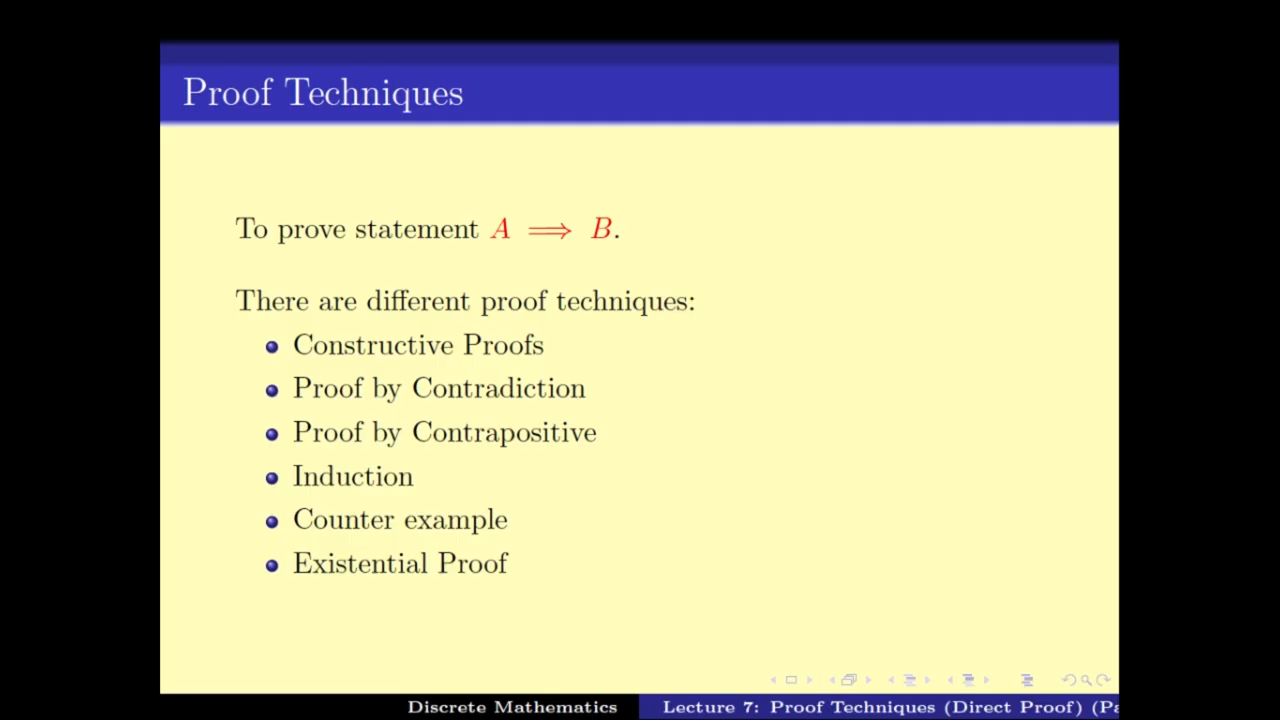 Proof Techniques
To prove statement A ⟹ B.
There are different proof techniques:
Constructive Proofs
Proof by Contradiction
Proof by Contrapositive
Induction
Counter example
Existential Proof
Discrete Mathematics
Lecture 7: Proof Techniques (Direct Proof) (Pa